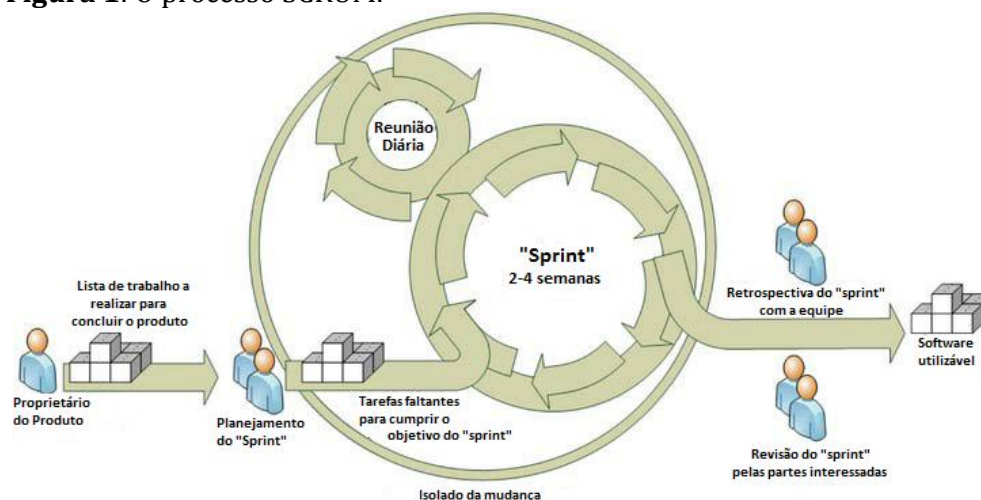 Figura 1. O processo SCRUM.
Reunião
Diária
"Sprint"
2-4 semanas
Lista de trabalho a
realizar para
concluir o produto
Proprietário
do Produto
Planejamento
do "Sprint"
Tarefas faltantes
para cumprir o
objetivo do "sprint"
Retrospectiva do "sprint"
com a equipe
Software
utilizável
Revisão do "sprint"
pelas partes interessadas
Isolado da mudança